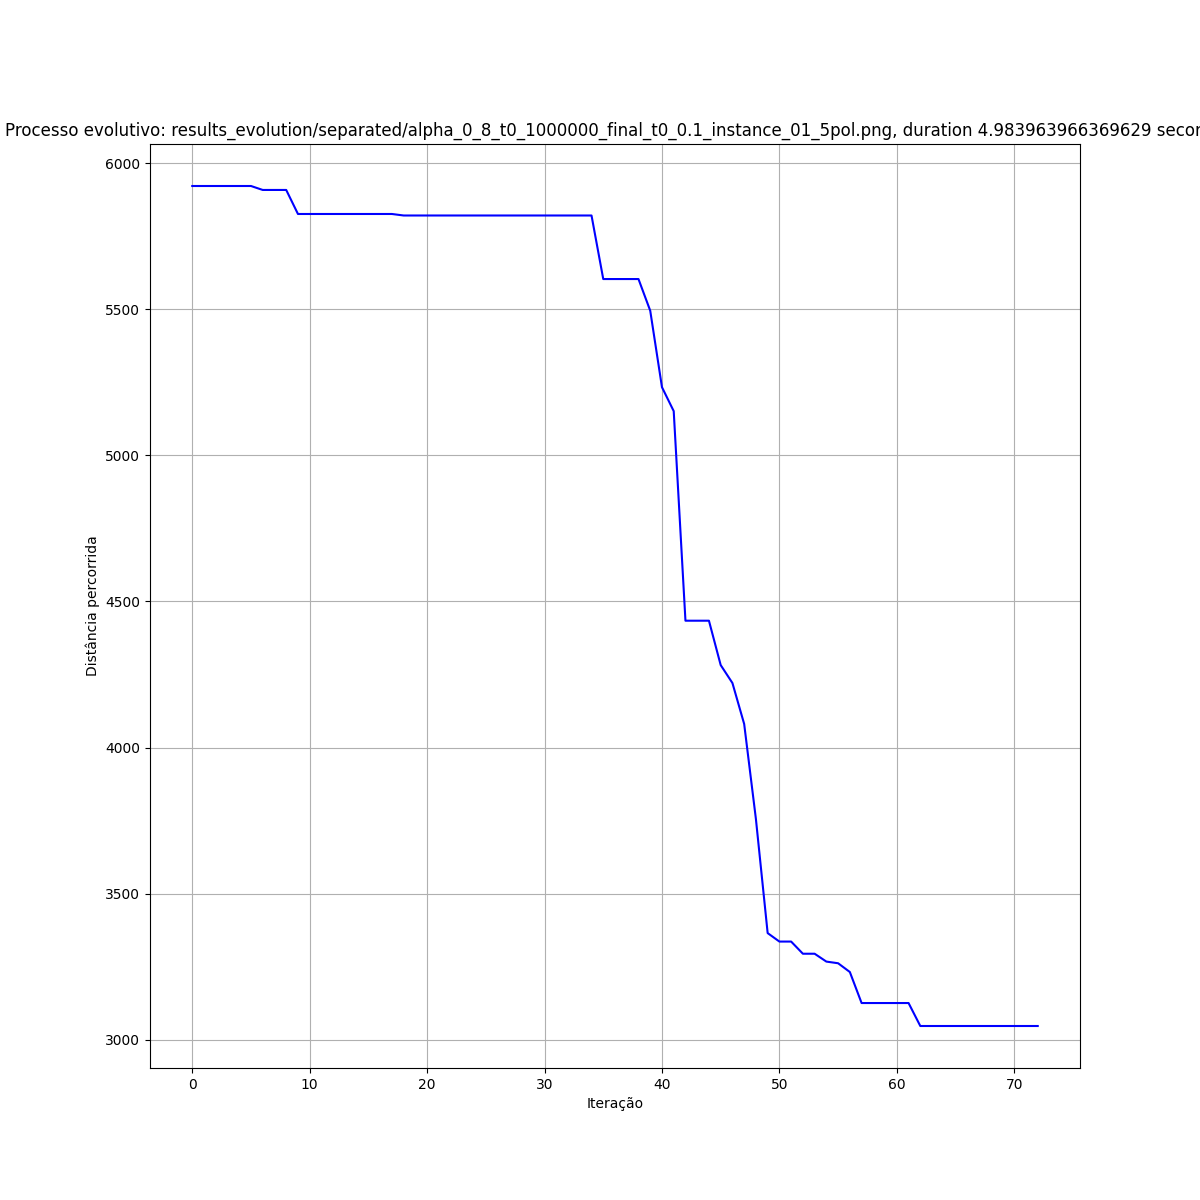 Processo evolutivo: results_evolution/separated/alpha_0_8_t0_1000000_final_t0_0.1_instance_01_5pol.png, duration 4.983963966369629 secon
6000
5500
5000
4500
4000
3500
3000
Distância percorrida
0 10 20 30 40 50 60 70
Iteração